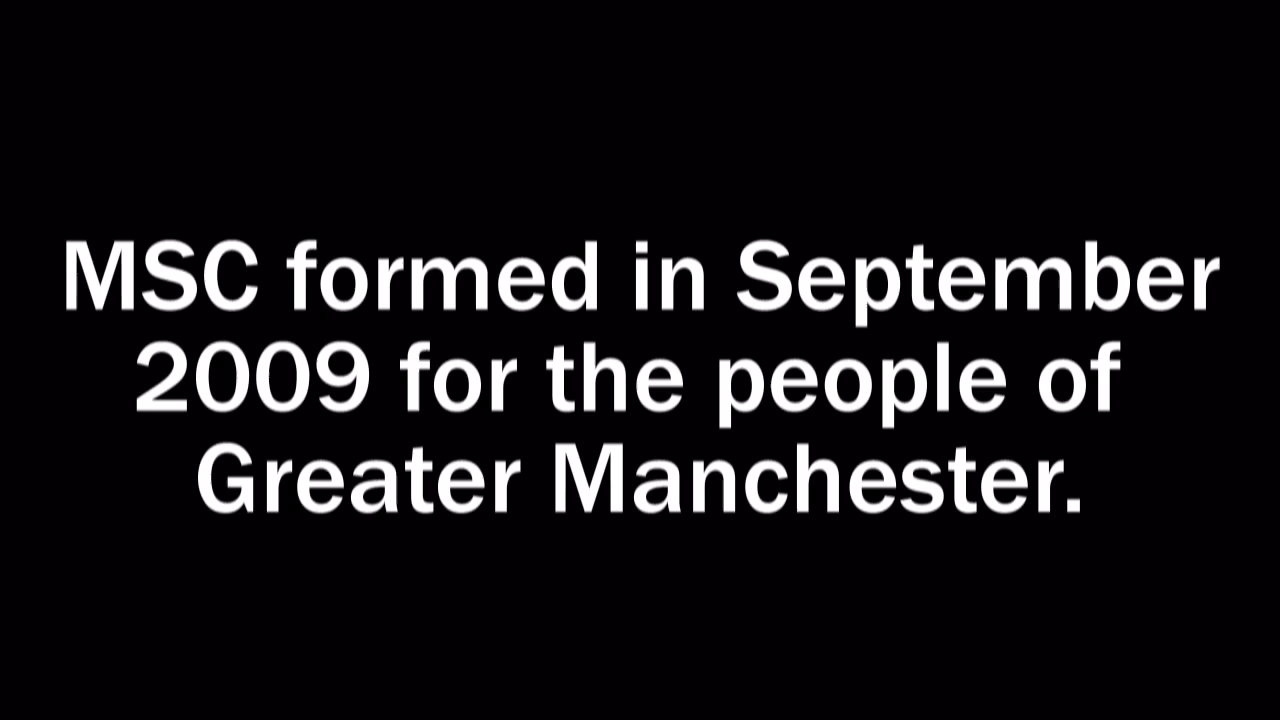 MSC formed in September
2009 for the people of
Greater Manchester.